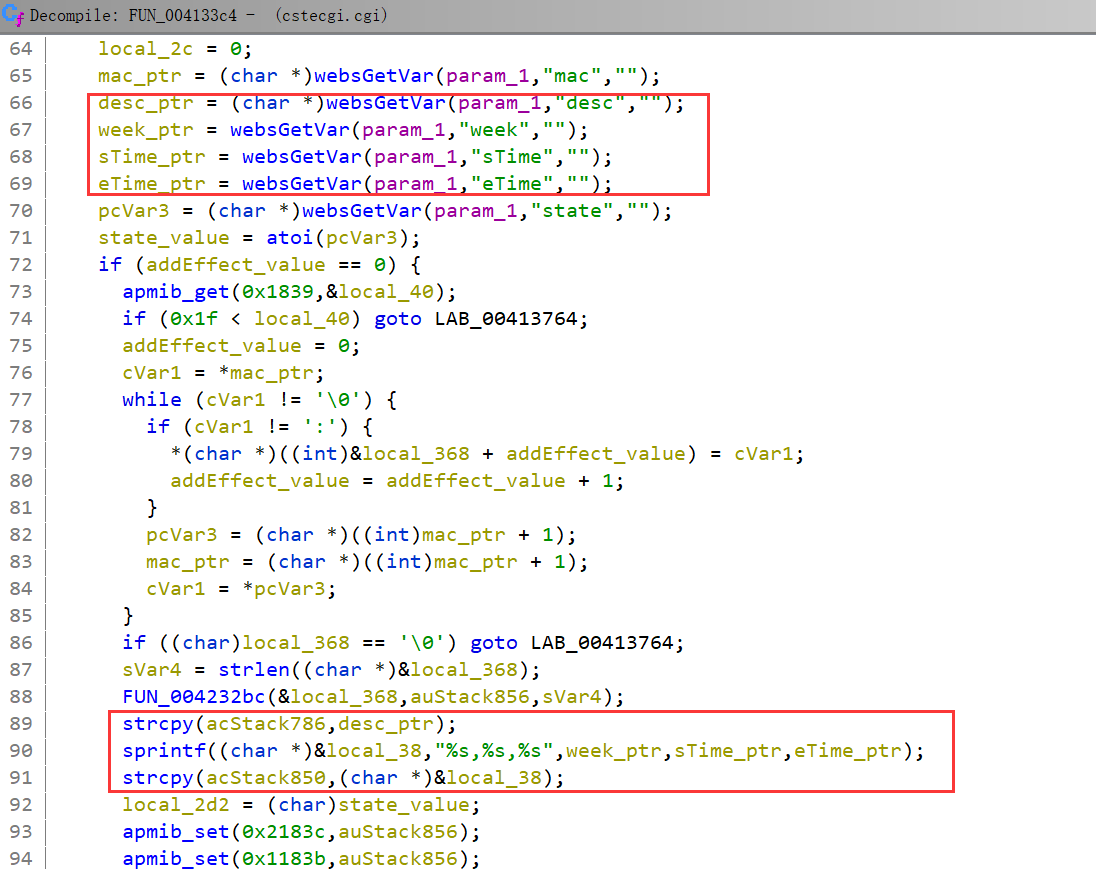 Decompile: FUN_004133c4 - (cstecgi.cgi)
64 local_2c = 0;
65 mac_ptr = (char *)websGetVar(param_1,"mac","");
66 desc_ptr = (char *)websGetVar(param_1,"desc","");
67 week_ptr = websGetVar(param_1,"week","");
68 sTime_ptr = websGetVar(param_1,"sTime","");
69 eTime_ptr = websGetVar(param_1,"eTime","");
70 pcVar3 = (char *)websGetVar(param_1,"state","");
71 state_value = atoi(pcVar3);
72 if (addEffect_value == 0) {
73 apmib_get(0x1839,&local_40);
74 if (0x1f < local_40) goto LAB_00413764;
75 addEffect_value = 0;
76 cVar1 = *mac_ptr;
77 while (cVar1 != '\0') {
78 if (cVar1 != ':') {
79 *(char *)((int)&local_368 + addEffect_value) = cVar1;
80 addEffect_value = addEffect_value + 1;
81 }
82 pcVar3 = (char *)((int)mac_ptr + 1);
83 mac_ptr = (char *)((int)mac_ptr + 1);
84 cVar1 = *pcVar3;
85 }
86 if ((char)local_368 == '\0') goto LAB_00413764;
87 sVar4 = strlen((char *)&local_368);
88 FUN_004232bc(&local_368,auStack856,sVar4);
89 strcpy(acStack786,desc_ptr);
90 sprintf((char *)&local_38,"%s,%s,%s",week_ptr,sTime_ptr,eTime_ptr);
91 strcpy(acStack850,(char *)&local_38);
92 local_2d2 = (char)state_value;
93 apmib_set(0x2183c,auStack856);
94 apmib_set(0x1183b,auStack856);